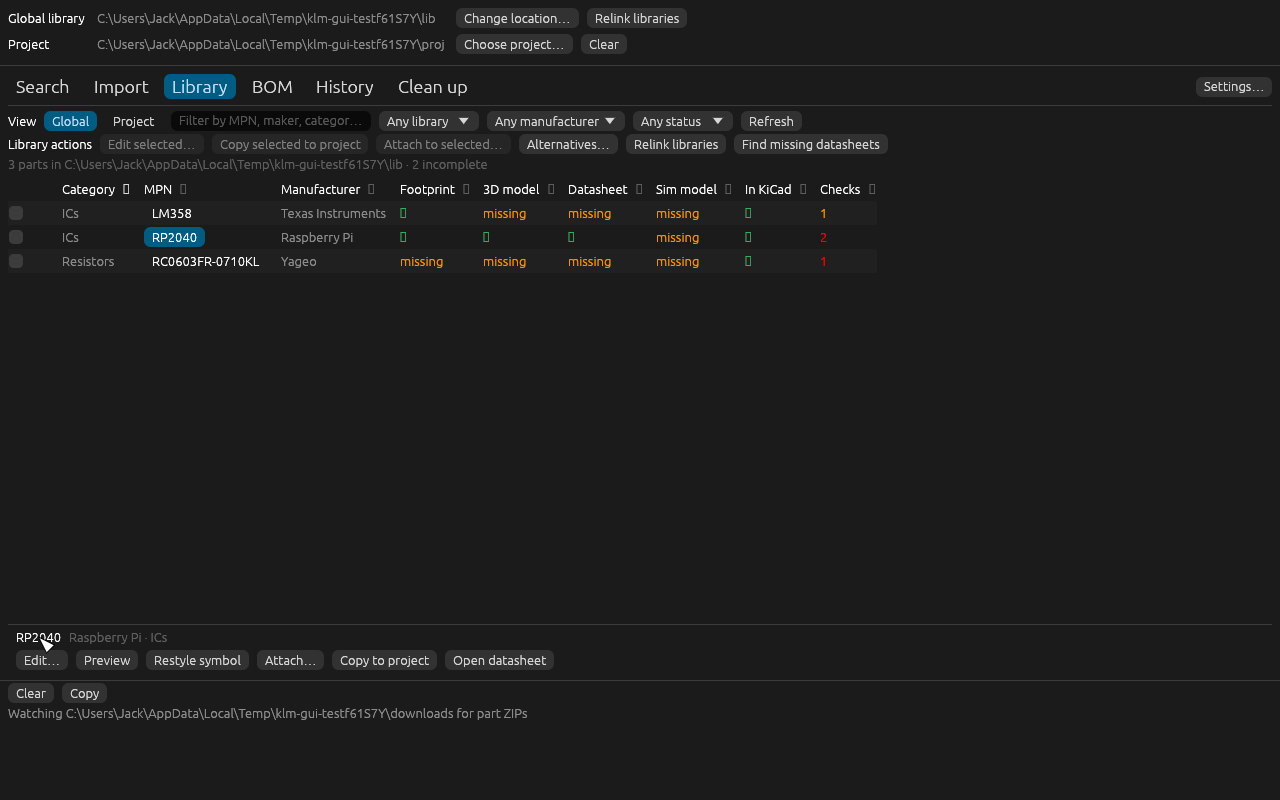 Global library C:\Users\Jack\AppData\Local\Temp\klm-gui-testf61S7Y\lib Change location… Relink libraries
Project C:\Users\Jack\AppData\Local\Temp\klm-gui-testf61S7Y\proj Choose project… Clear
Search Import Library BOM History Clean up Settings…
View Global Project Filter by MPN, maker, categor… Any library Any manufacturer Any status Refresh
Library actions Edit selected… Copy selected to project Attach to selected… Alternatives… Relink libraries Find missing datasheets
3 parts in C:\Users\Jack\AppData\Local\Temp\klm-gui-testf61S7Y\lib · 2 incomplete
Category MPN Manufacturer Footprint 3D model Datasheet Sim model In KiCad Checks
ICs LM358 Texas Instruments missing missing missing 1
ICs RP2040 Raspberry Pi missing 2
Resistors RC0603FR-0710KL Yageo missing missing missing missing 1
RP2040 Raspberry Pi · ICs
Edit… Preview Restyle symbol Attach… Copy to project Open datasheet
Clear Copy
Watching C:\Users\Jack\AppData\Local\Temp\klm-gui-testf61S7Y\downloads for part ZIPs